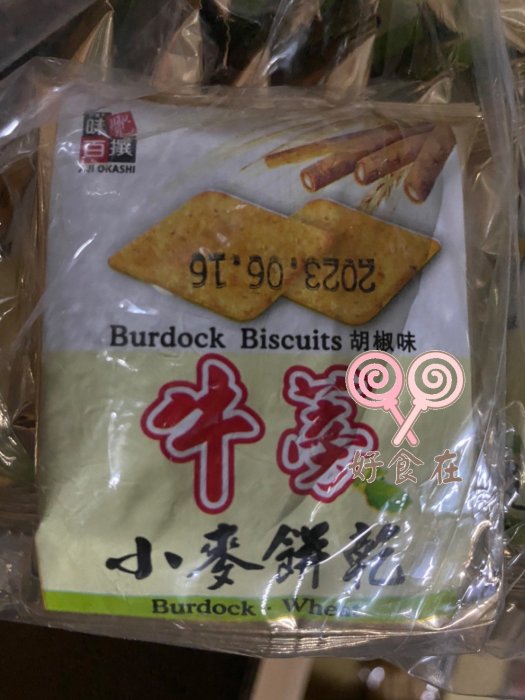 味覺
百撰
AJI OKASHI
2023.06.16
Burdock Biscuits 胡椒味
牛蒡
好食在
小麥餅乾
Burdock · Whe